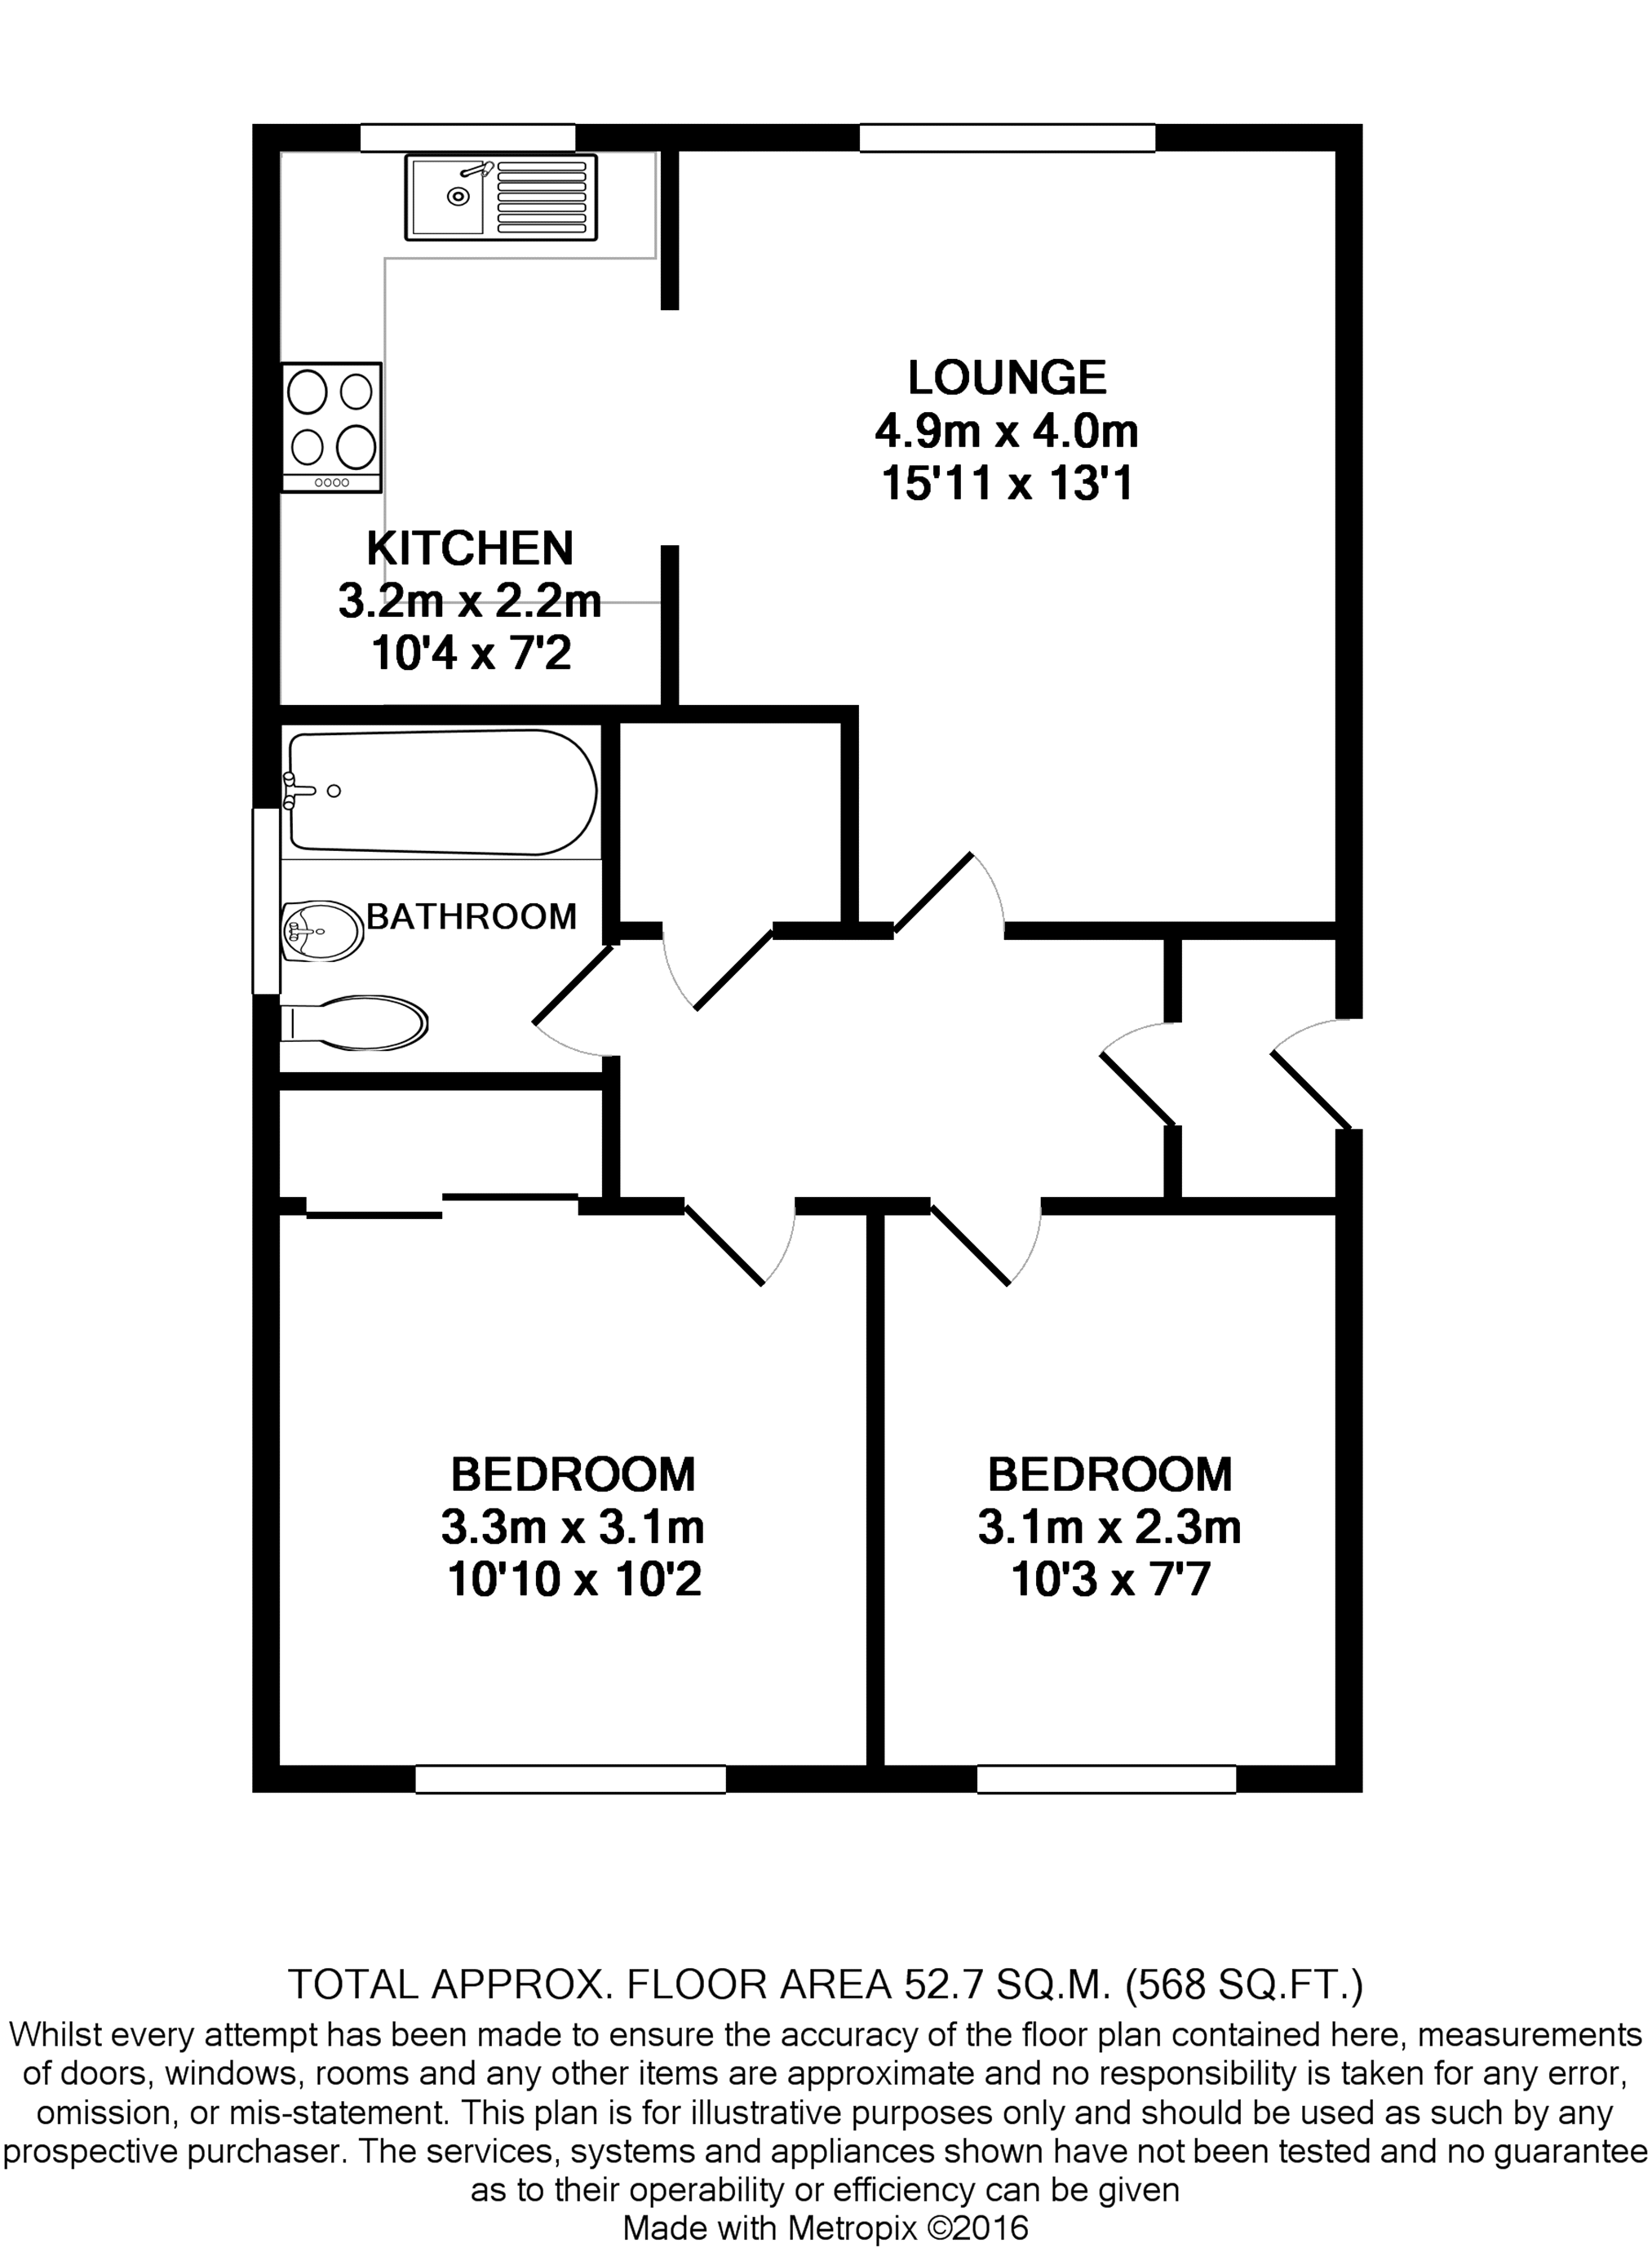 LOUNGE
4.9m x 4.0m
15'11 x 13'1
KITCHEN
3.2m x 2.2m
10'4 x 7'2
BATHROOM
BEDROOM
3.3m x 3.1m
10'10 x 10'2
BEDROOM
3.1m x 2.3m
10'3 x 7'7
TOTAL APPROX. FLOOR AREA 52.7 SQ.M. (568 SQ.FT.)
Whilst every attempt has been made to ensure the accuracy of the floor plan contained here, measurements
of doors, windows, rooms and any other items are approximate and no responsibility is taken for any error,
omission, or mis-statement. This plan is for illustrative purposes only and should be used as such by any
prospective purchaser. The services, systems and appliances shown have not been tested and no guarantee
as to their operability or efficiency can be given
Made with Metropix ©2016